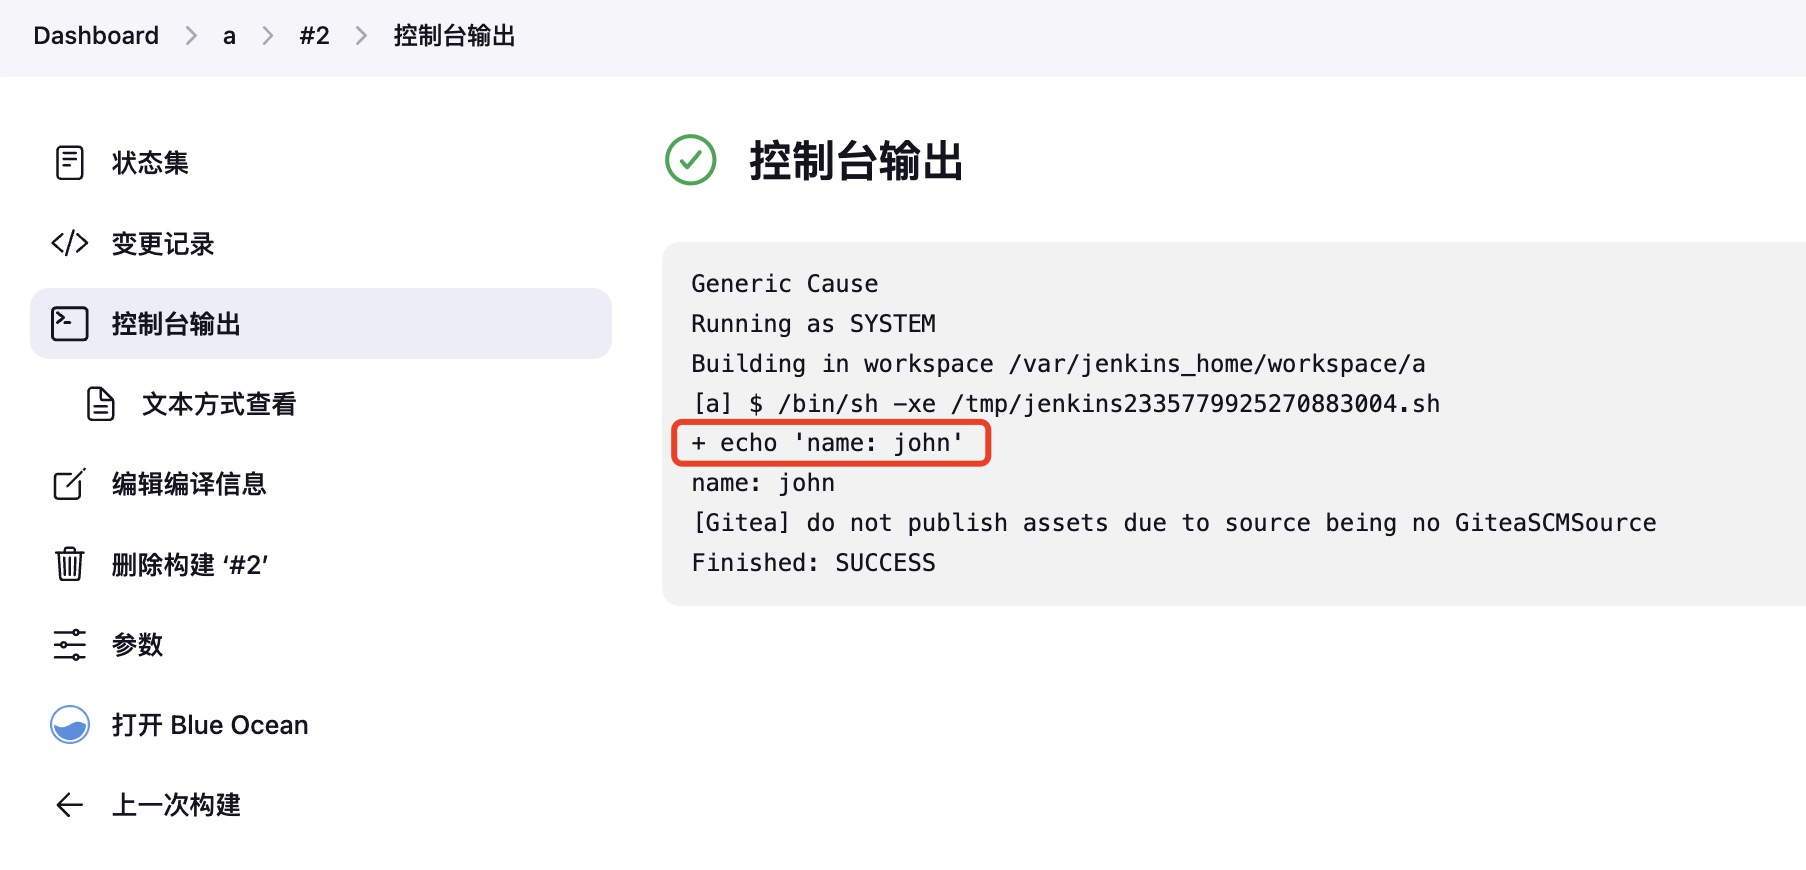 Dashboard > a > #2 > 控制台输出
状态集
变更记录
控制台输出
文本方式查看
编辑编译信息
删除构建 ‘#2’
参数
打开 Blue Ocean
上一次构建
控制台输出
Generic Cause
Running as SYSTEM
Building in workspace /var/jenkins_home/workspace/a
[a] $ /bin/sh -xe /tmp/jenkins2335779925270883004.sh
+ echo 'name: john'
name: john
[Gitea] do not publish assets due to source being no GiteaSCMSource
Finished: SUCCESS